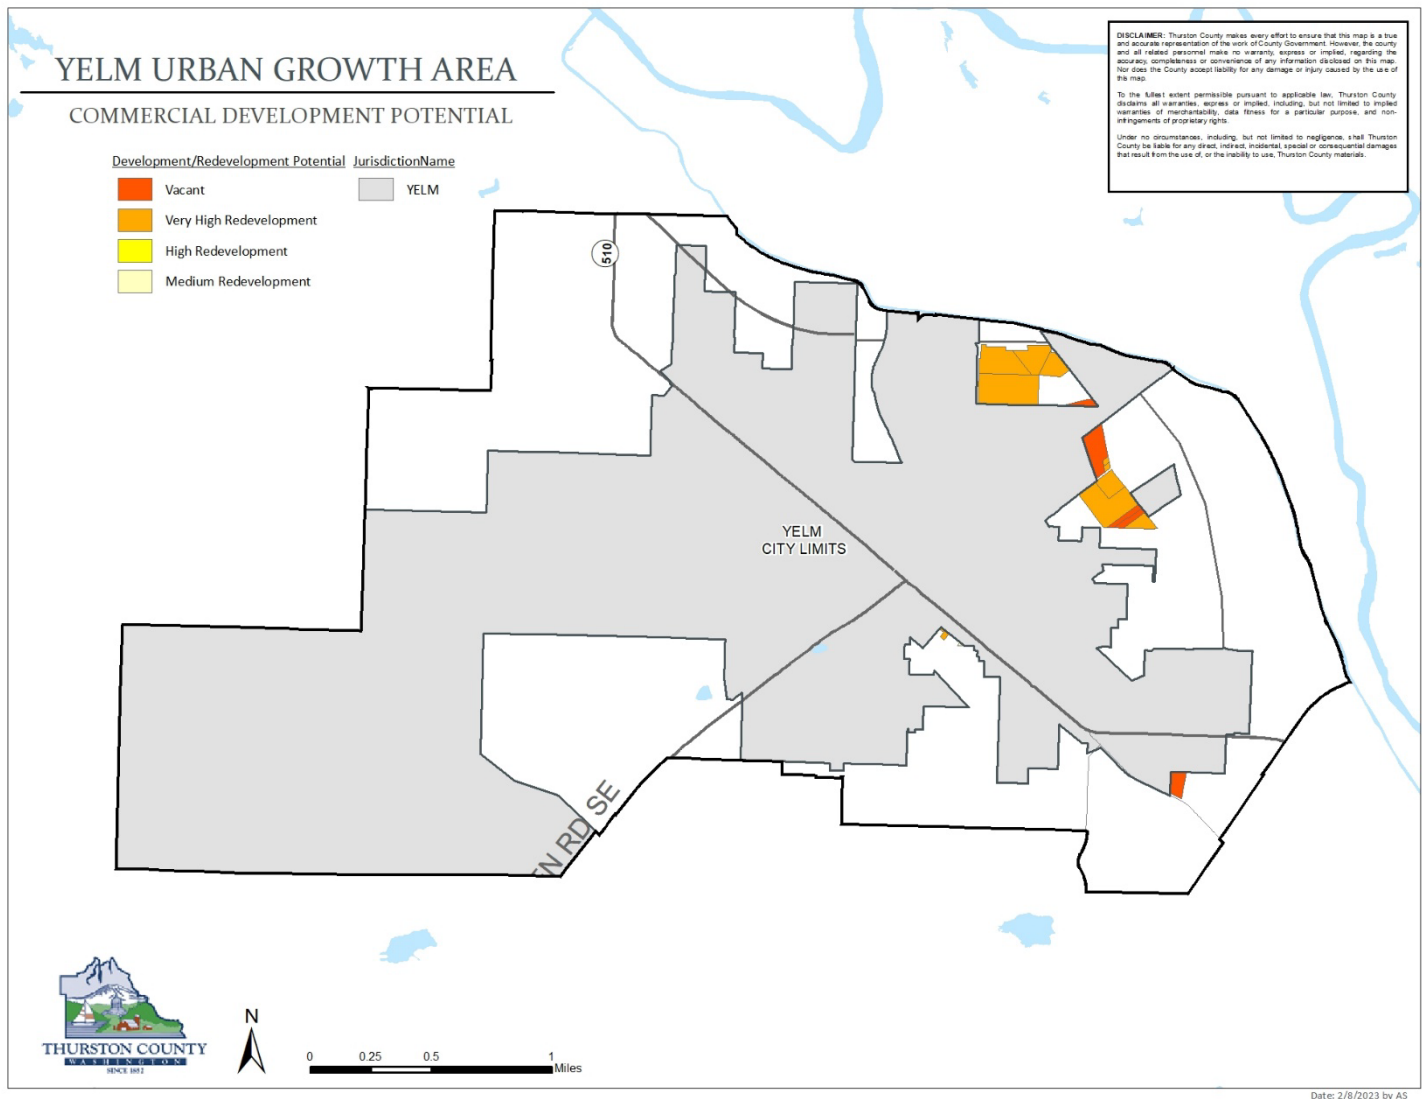 YELM URBAN GROWTH AREA
COMMERCIAL DEVELOPMENT POTENTIAL
Development/Redevelopment Potential JurisdictionName
Vacant YELM
Very High Redevelopment
High Redevelopment
Medium Redevelopment
DISCLAIMER: Thurston County makes every effort to ensure that this map is a true
and accurate representation of the work of County Government. However, the county
and all related personnel make no warranty, express or implied, regarding the
accuracy, completeness or convenience of any information disclosed on this map.
Nor does the County accept liability for any damage or injury caused by the use of
this map.
To the fullest extent permissible pursuant to applicable law, Thurston County
disclaims all warranties, express or implied, including, but not limited to implied
warranties of merchantability, data fitness for a particular purpose, and non-
infringements of proprietary rights.
Under no circumstances, including, but not limited to negligence, shall Thurston
County be liable for any direct, indirect, incidental, special or consequential damages
that result from the use of, or the inability to use, Thurston County materials.
510
YELM
CITY LIMITS
EN RD SE
THURSTON COUNTY
WASHINGTON
SINCE 1852
N
0 0.25 0.5 1
Miles
Date: 2/8/2023 by AS